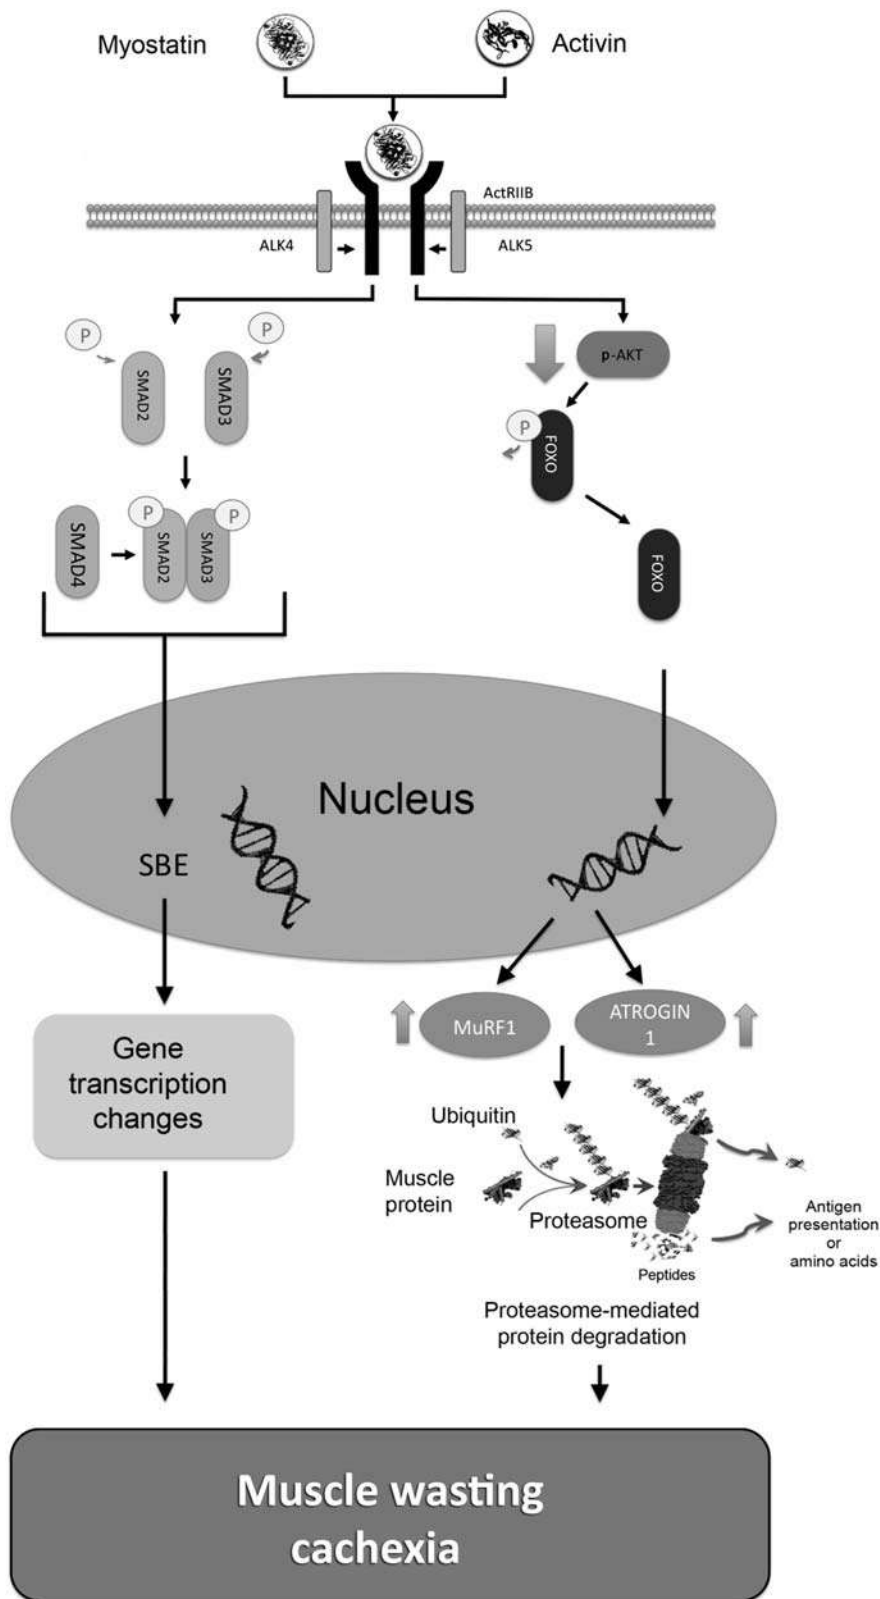 Myostatin
Activin
ActRIIB
ALK4
ALK5
P
P
SMAD2
SMAD3
p-AKT
P
FOXO
P
P
SMAD4
SMAD2
SMAD3
FOXO
Nucleus
SBE
MuRF1
ATROGIN
1
Gene
transcription
changes
Ubiquitin
Muscle
protein
Proteasome
Antigen
presentation
or
amino acids
Peptides
Proteasome-mediated
protein degradation
Muscle wasting
cachexia